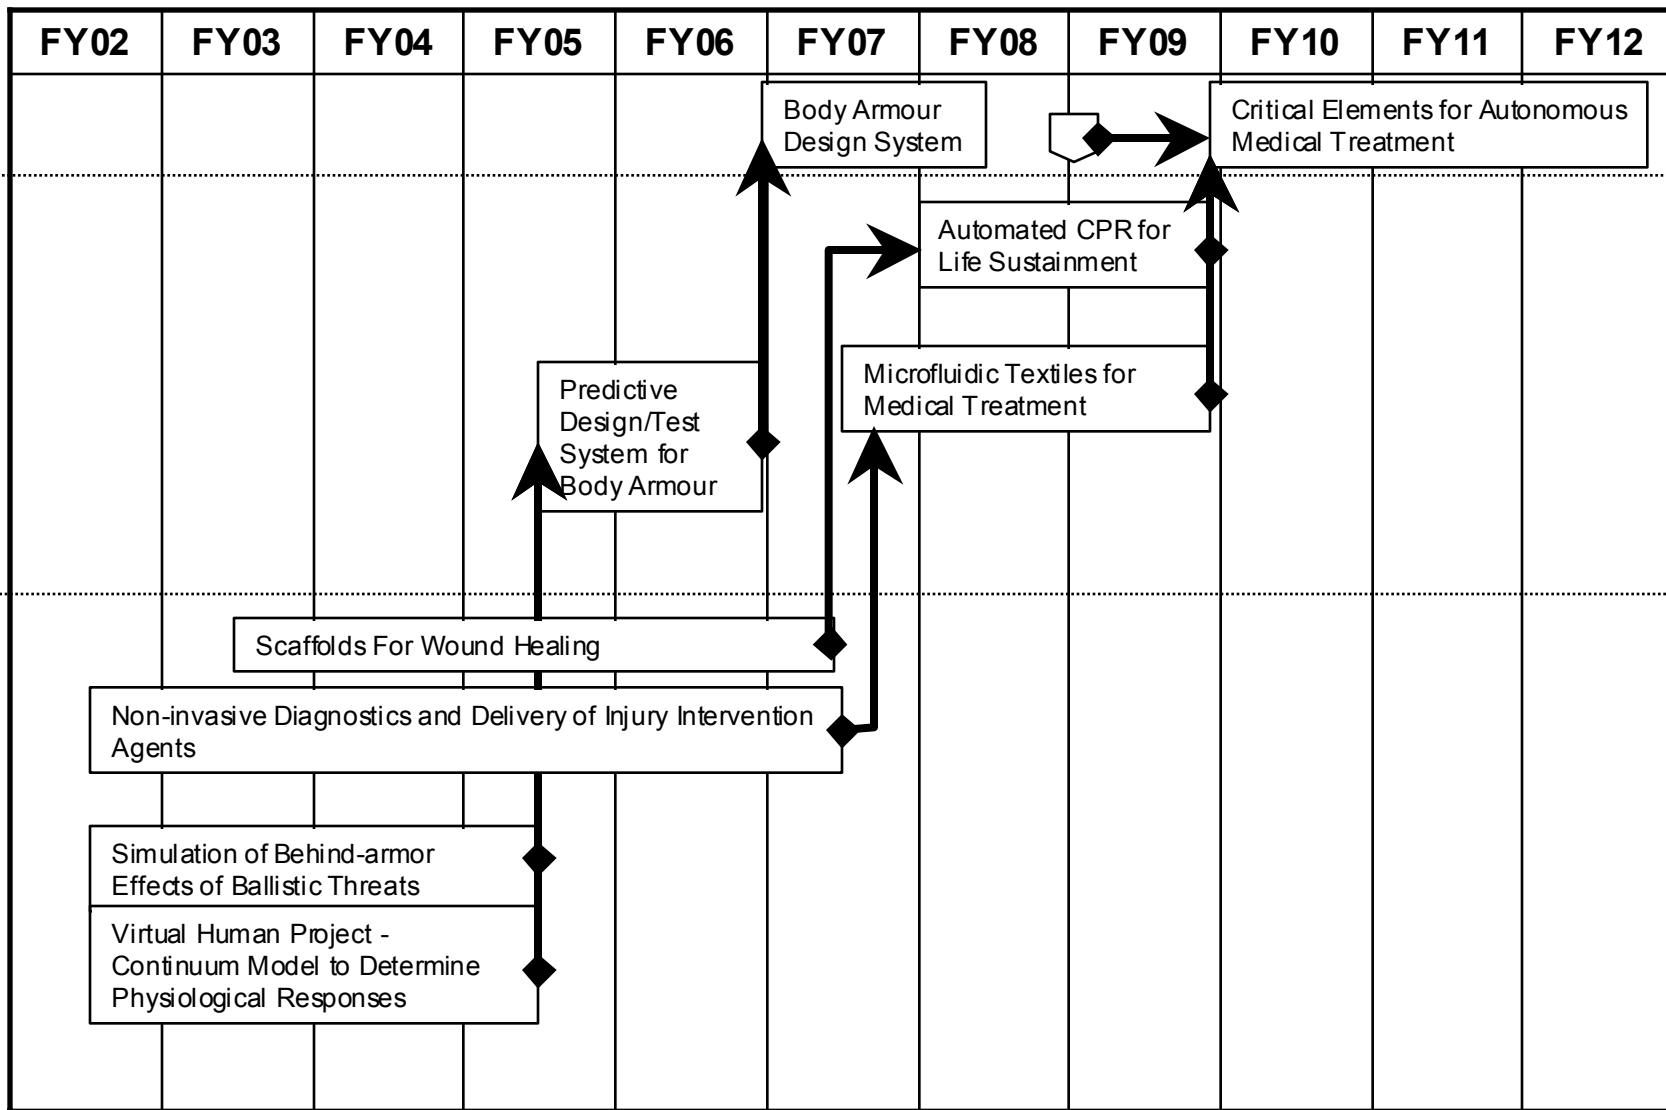 FY02 FY03 FY04 FY05 FY06 FY07 FY08 FY09 FY10 FY11 FY12
Body Armour
Design System
Critical Elements for Autonomous
Medical Treatment
Automated CPR for
Life Sustainment
Microfluidic Textiles for
Medical Treatment
Predictive
Design/Test
System for
Body Armour
Scaffolds For Wound Healing
Non-invasive Diagnostics and Delivery of Injury Intervention
Agents
Simulation of Behind-armor
Effects of Ballistic Threats
Virtual Human Project -
Continuum Model to Determine
Physiological Responses